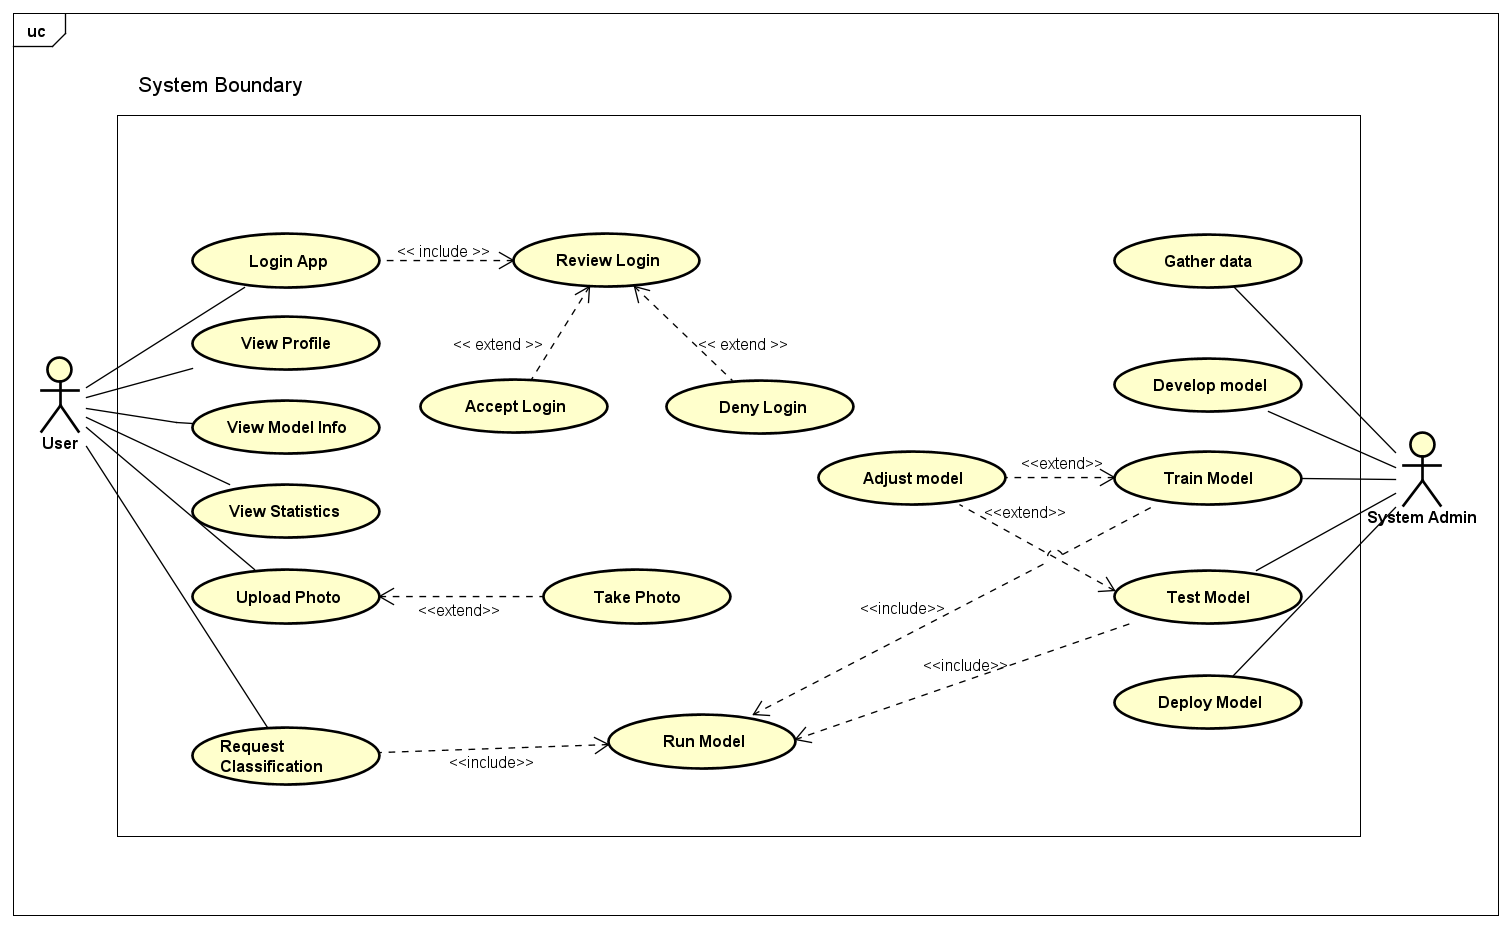 uc
System Boundary
Login App
<< include >>
Review Login
Gather data
View Profile
<< extend >>
<< extend >>
Develop model
Accept Login
Deny Login
View Model Info
User
Adjust model
<<extend>>
Train Model
View Statistics
<<extend>>
System Admin
Upload Photo
<<extend>>
Take Photo
<<include>>
Test Model
<<include>>
Deploy Model
Request
Classification
<<include>>
Run Model